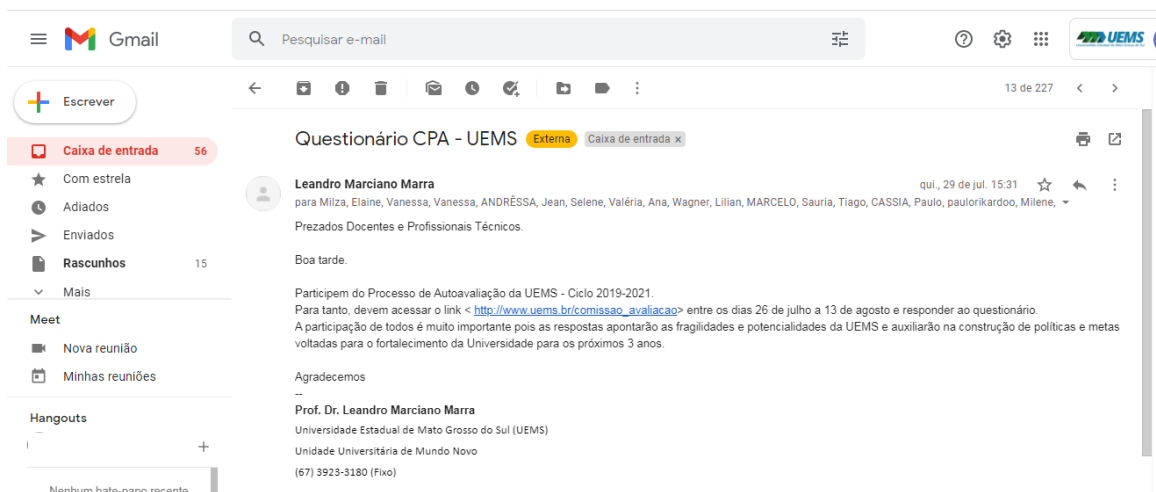 Gmail
Pesquisar e-mail
UEMS
Escrever
13 de 227
Caixa de entrada 56
Com estrela
Adiados
Enviados
Rascunhos 15
Mais
Meet
Nova reunião
Minhas reuniões
Hangouts
Nenhum bate-papo recente
Questionário CPA - UEMS Externa Caixa de entrada x
Leandro Marciano Marra qui., 29 de jul. 15:31
para Milza, Elaine, Vanessa, Vanessa, ANDRÊSSA, Jean, Selene, Valéria, Ana, Wagner, Lilian, MARCELO, Sauria, Tiago, CASSIA, Paulo, paulorikardoo, Milene,
Prezados Docentes e Profissionais Técnicos.
Boa tarde.
Participem do Processo de Autoavaliação da UEMS - Ciclo 2019-2021.
Para tanto, devem acessar o link < http://www.uems.br/comissao_avaliacao> entre os dias 26 de julho a 13 de agosto e responder ao questionário.
A participação de todos é muito importante pois as respostas apontarão as fragilidades e potencialidades da UEMS e auxiliarão na construção de políticas e metas
voltadas para o fortalecimento da Universidade para os próximos 3 anos.
Agradecemos
--
Prof. Dr. Leandro Marciano Marra
Universidade Estadual de Mato Grosso do Sul (UEMS)
Unidade Universitária de Mundo Novo
(67) 3923-3180 (Fixo)